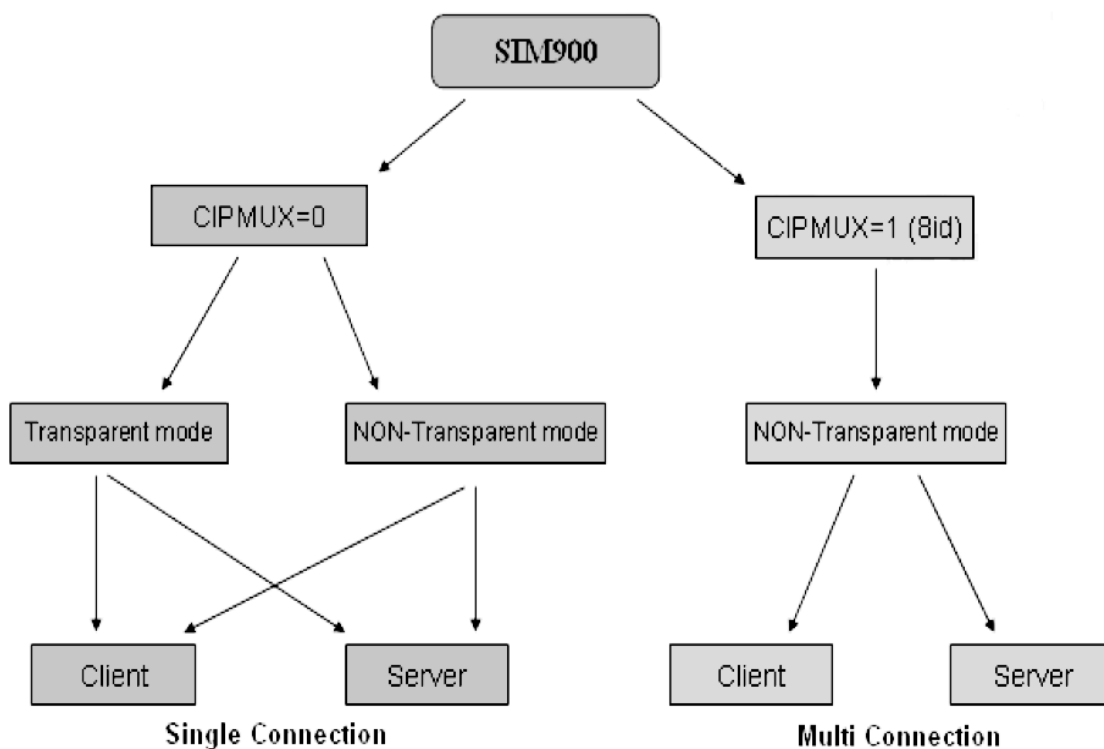 SIM900
CIPMUX=0
CIPMUX=1 (8id)
Transparent mode
NON-Transparent mode
NON-Transparent mode
Client
Server
Client
Server
Single Connection
Multi Connection